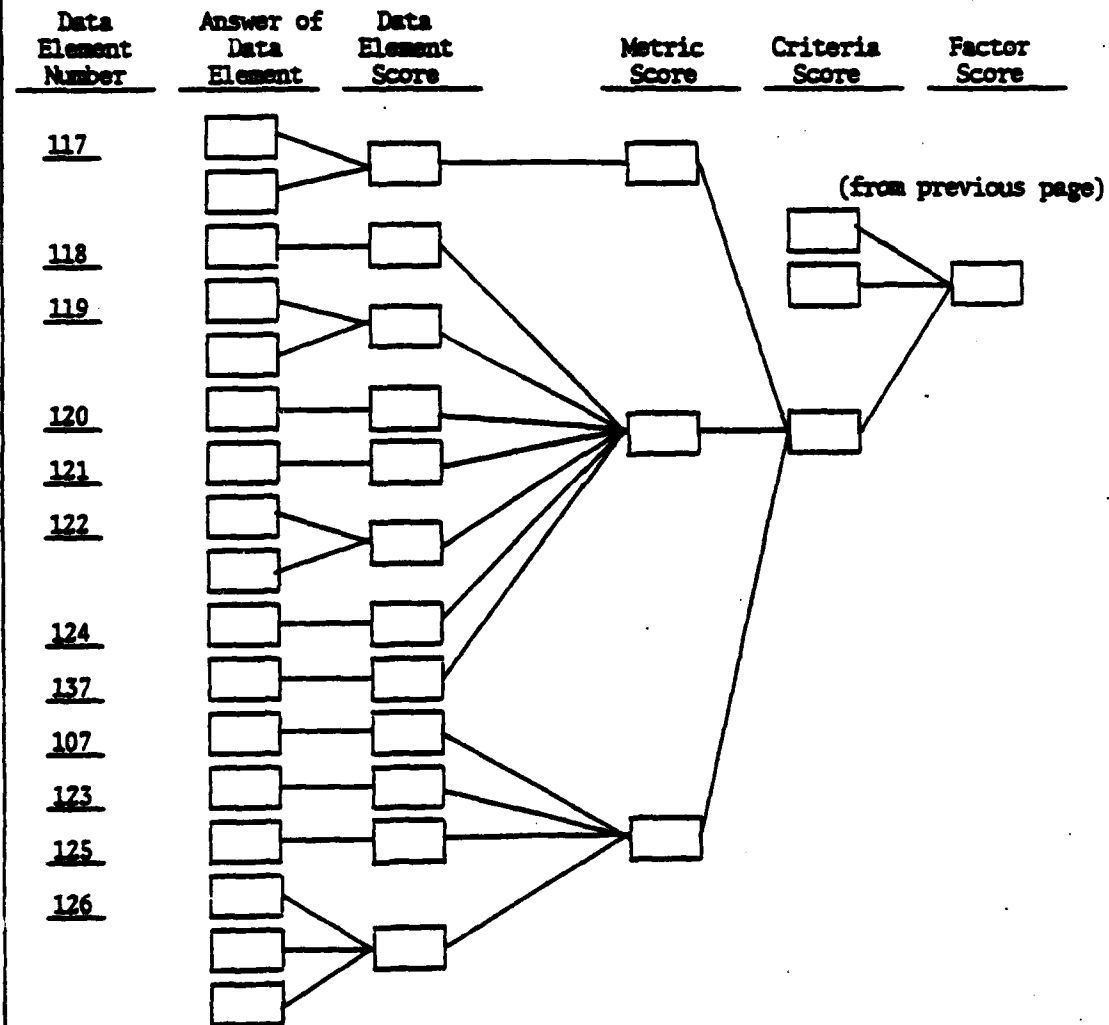 Data Element Number
Answer of Data Element
Data Element Score
Metric Score
Criteria Score
Factor Score
117
(from previous page)
118
119
120
121
122
124
137
107
123
125
126